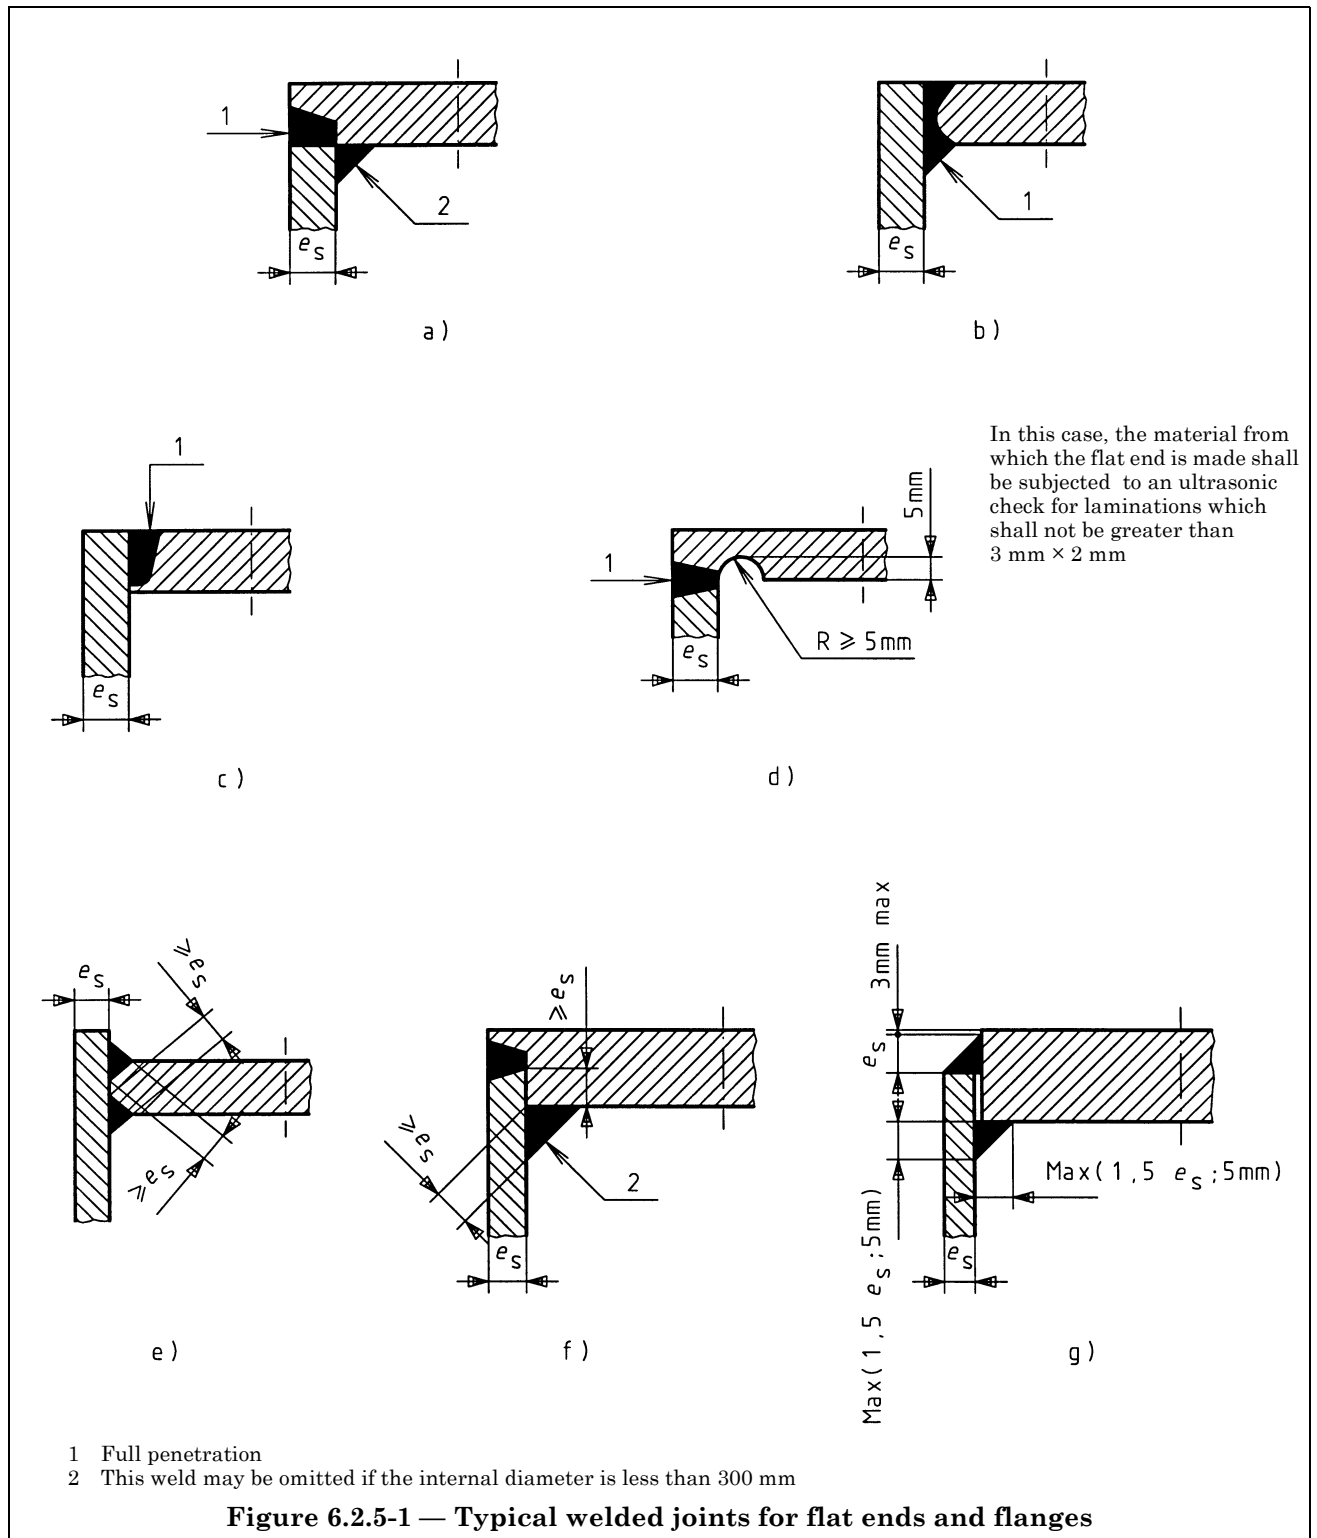 1
2
e s
a )
1
e s
b )
1
e s
c )
In this case, the material from
which the flat end is made shall
be subjected to an ultrasonic
check for laminations which
shall not be greater than
3 mm × 2 mm
5mm
1
R ⩾ 5mm
e s
d )
e s
⩾ e s
⩾ e s
e )
⩾ e s
⩾ e s
2
e s
f )
3mm max
e s
Max( 1 , 5 e s ; 5mm)
Max( 1 , 5 e s ; 5mm)
e s
g )
1 Full penetration
2 This weld may be omitted if the internal diameter is less than 300 mm
Figure 6.2.5-1 — Typical welded joints for flat ends and flanges